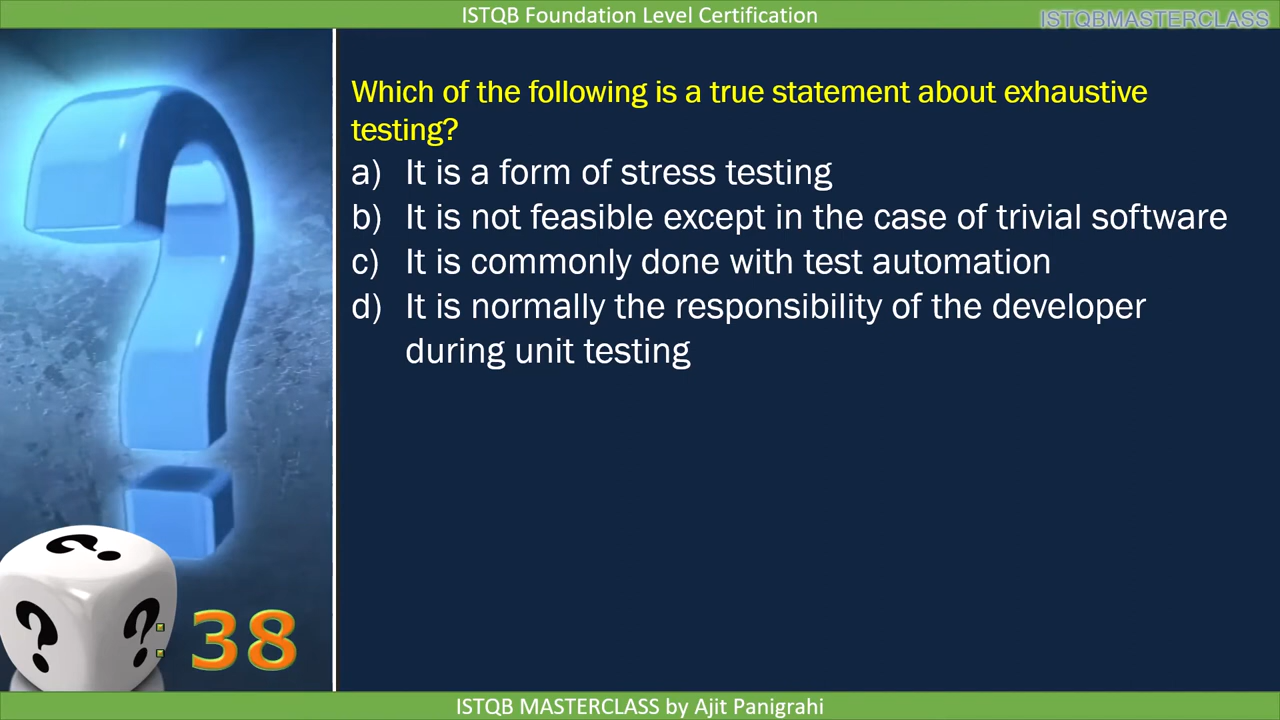 ISTQB Foundation Level Certification
ISTQBMASTERCLASS
Which of the following is a true statement about exhaustive
testing?
a) It is a form of stress testing
b) It is not feasible except in the case of trivial software
c) It is commonly done with test automation
d) It is normally the responsibility of the developer
during unit testing
: 38
ISTQB MASTERCLASS by Ajit Panigrahi